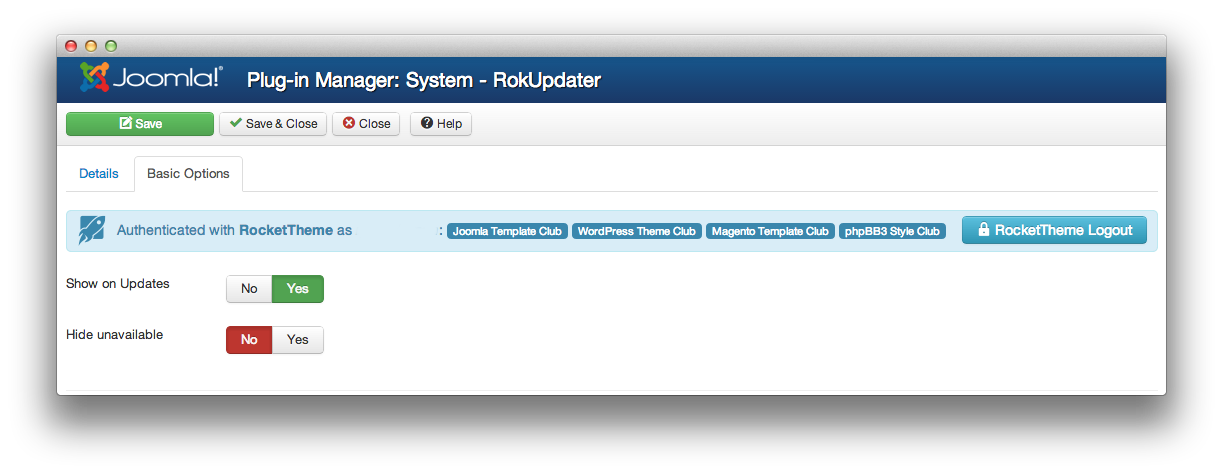 Joomla!® Plug-in Manager: System - RokUpdater
Save Save & Close Close Help
Details Basic Options
Authenticated with RocketTheme as : Joomla Template Club WordPress Theme Club Magento Template Club phpBB3 Style Club RocketTheme Logout
Show on Updates No Yes
Hide unavailable No Yes